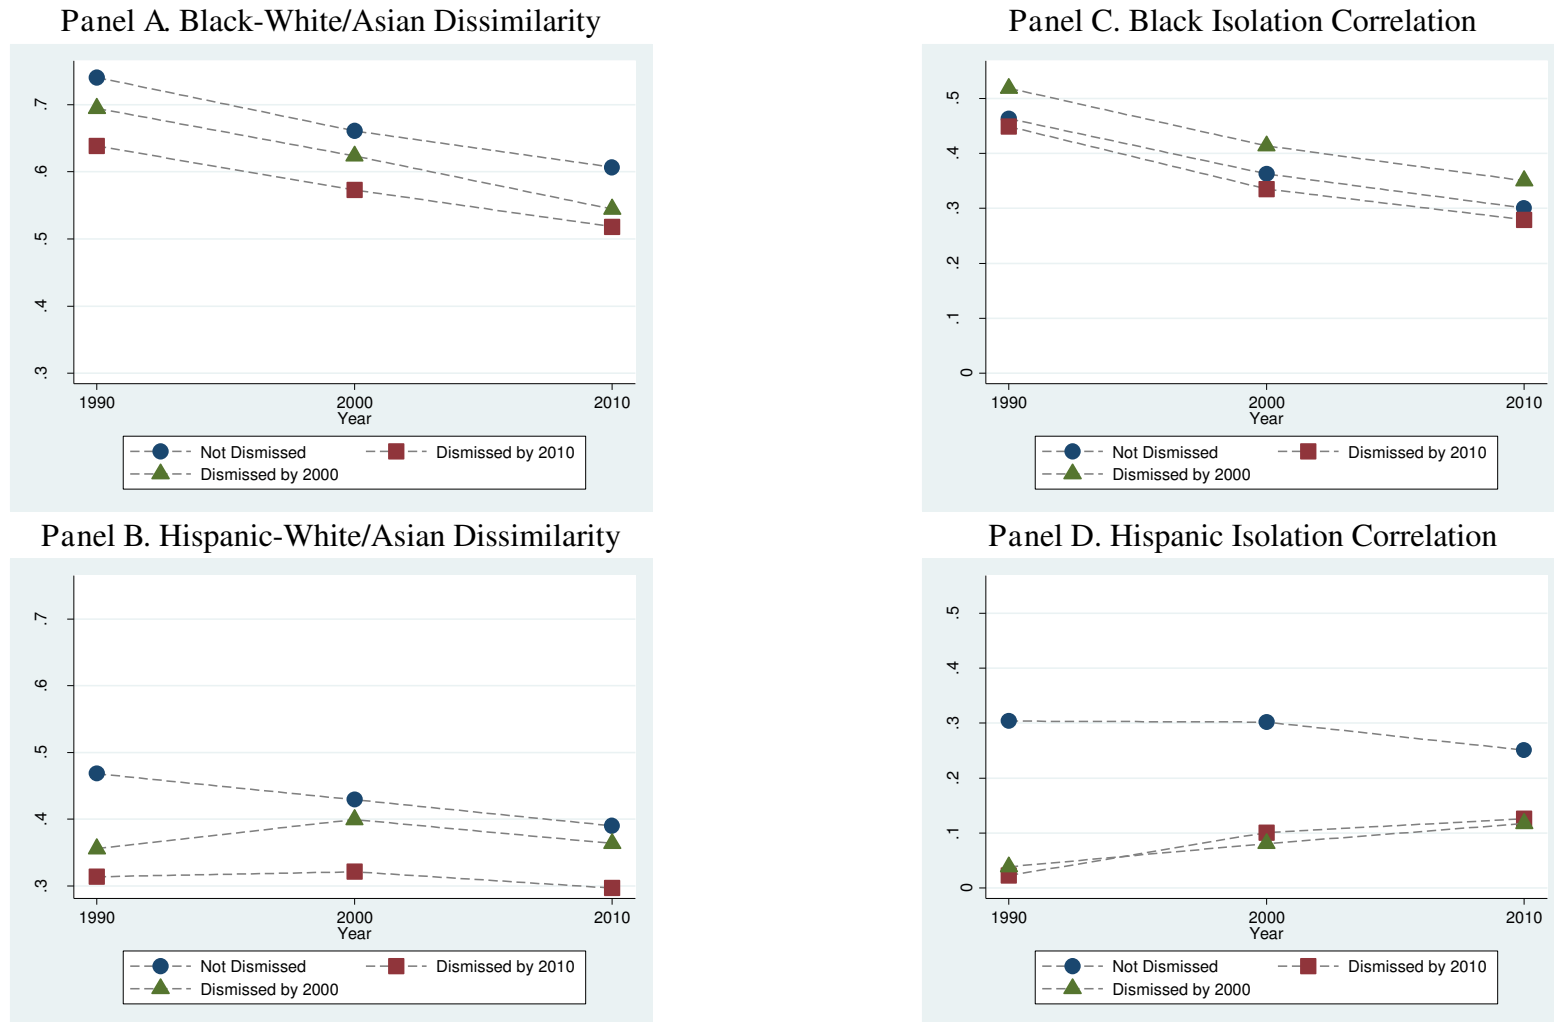 Panel A. Black-White/Asian Dissimilarity
.7
.6
.5
.4
.3
1990 2000 2010
Year
Not Dismissed Dismissed by 2010
Dismissed by 2000
Panel C. Black Isolation Correlation
.5
.4
.3
.2
.1
0
1990 2000 2010
Year
Not Dismissed Dismissed by 2010
Dismissed by 2000
Panel B. Hispanic-White/Asian Dissimilarity
.7
.6
.5
.4
.3
1990 2000 2010
Year
Not Dismissed Dismissed by 2010
Dismissed by 2000
Panel D. Hispanic Isolation Correlation
.5
.4
.3
.2
.1
0
1990 2000 2010
Year
Not Dismissed Dismissed by 2010
Dismissed by 2000